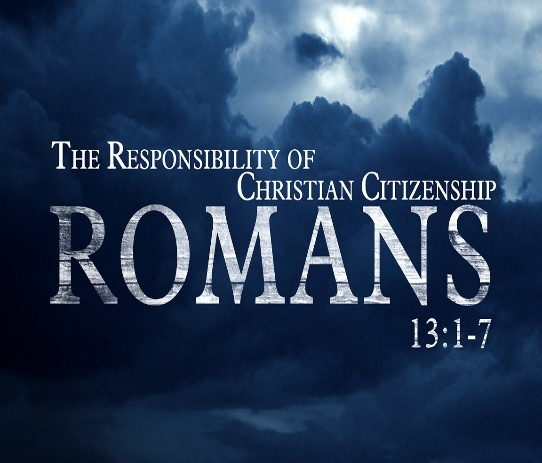 The Responsibility of
Christian Citizenship
ROMANS
13:1-7